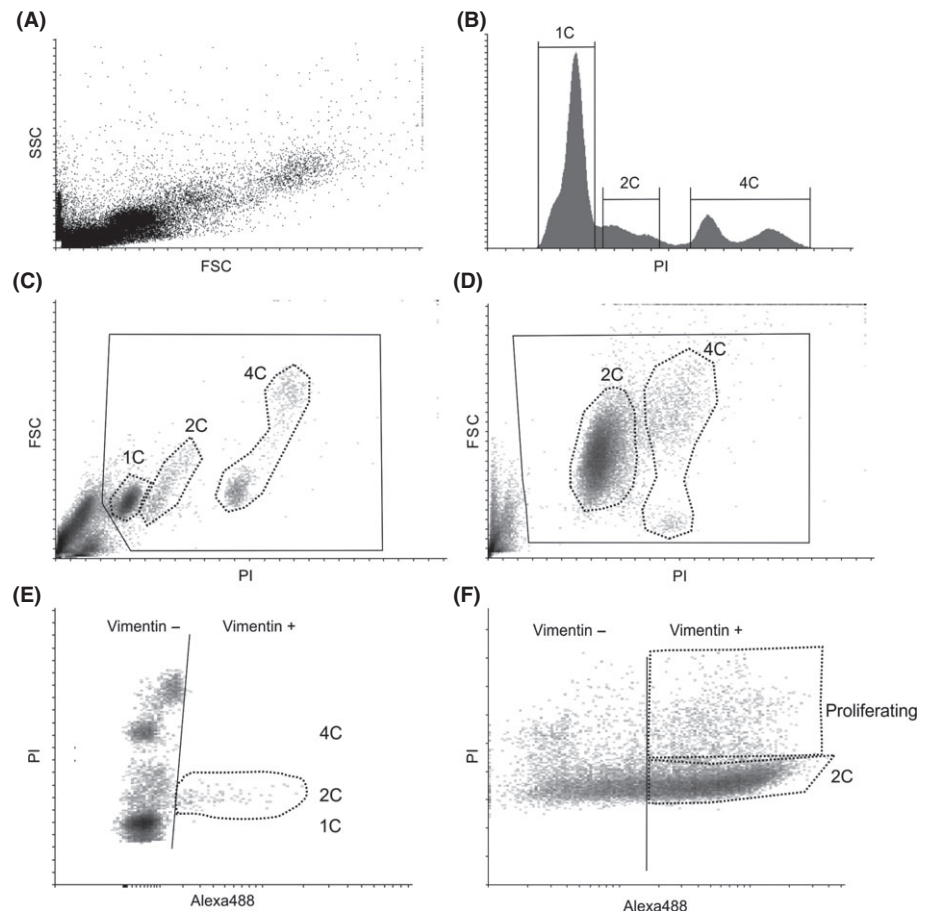 (A)
SSC
FSC
(B)
1C
2C
4C
PI
(C)
FSC
1C
2C
4C
PI
(D)
FSC
2C
4C
PI
(E)
Vimentin – Vimentin +
PI
4C
2C
1C
Alexa488
(F)
Vimentin – Vimentin +
PI
Proliferating
2C
Alexa488